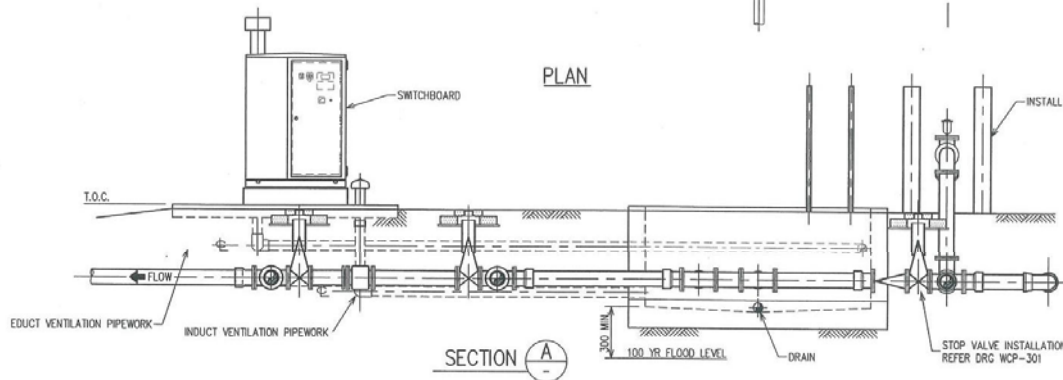 PLAN
SWITCHBOARD
INSTALL
T.O.C.
FLOW
EDUCT VENTILATION PIPEWORK
INDUCT VENTILATION PIPEWORK
300 MIN
100 YR FLOOD LEVEL
DRAIN
STOP VALVE INSTALLATION
REFER DRG WCP-301
SECTION A
-